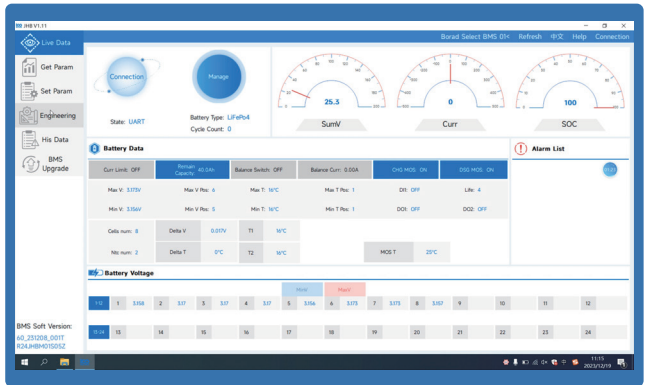 JHB V1.11
Live Data
Borad Select BMS 01< Refresh 中文 Help Connection
Get Param
Set Param
Engineering
His Data
BMS
Upgrade
BMS Soft Version:
60_231208_001T
R24JHBM01S05Z
Connection
State: UART
Manage
Battery Type: LiFePo4
Cycle Count: 0
25.3
SumV
0
Curr
100
SOC
Battery Data
Curr Limit: OFF Remain Capacity 40.0Ah Balance Switch: OFF Balance Curr: 0.00A CHG MOS: ON DSG MOS: ON
Max V: 3.173V Max V Pos: 6 Max T: 16°C Max T Pos: 1 DI1: OFF Life: 4
Min V: 3.156V Min V Pos: 5 Min T: 16°C Min T Pos: 1 DO1: OFF DO2: OFF
Cells num: 8 Delta V 0.017V T1 16°C
Ntc num: 2 Delta T 0°C T2 16°C MOS T 25°C
Alarm List
Battery Voltage
MinV MaxV
1-12 1 3.158 2 3.17 3 3.17 4 3.17 5 3.156 6 3.173 7 3.173 8 3.157 9 10 11 12
13-24 13 14 15 16 17 18 19 20 21 22 23 24
11:15
2023/12/19